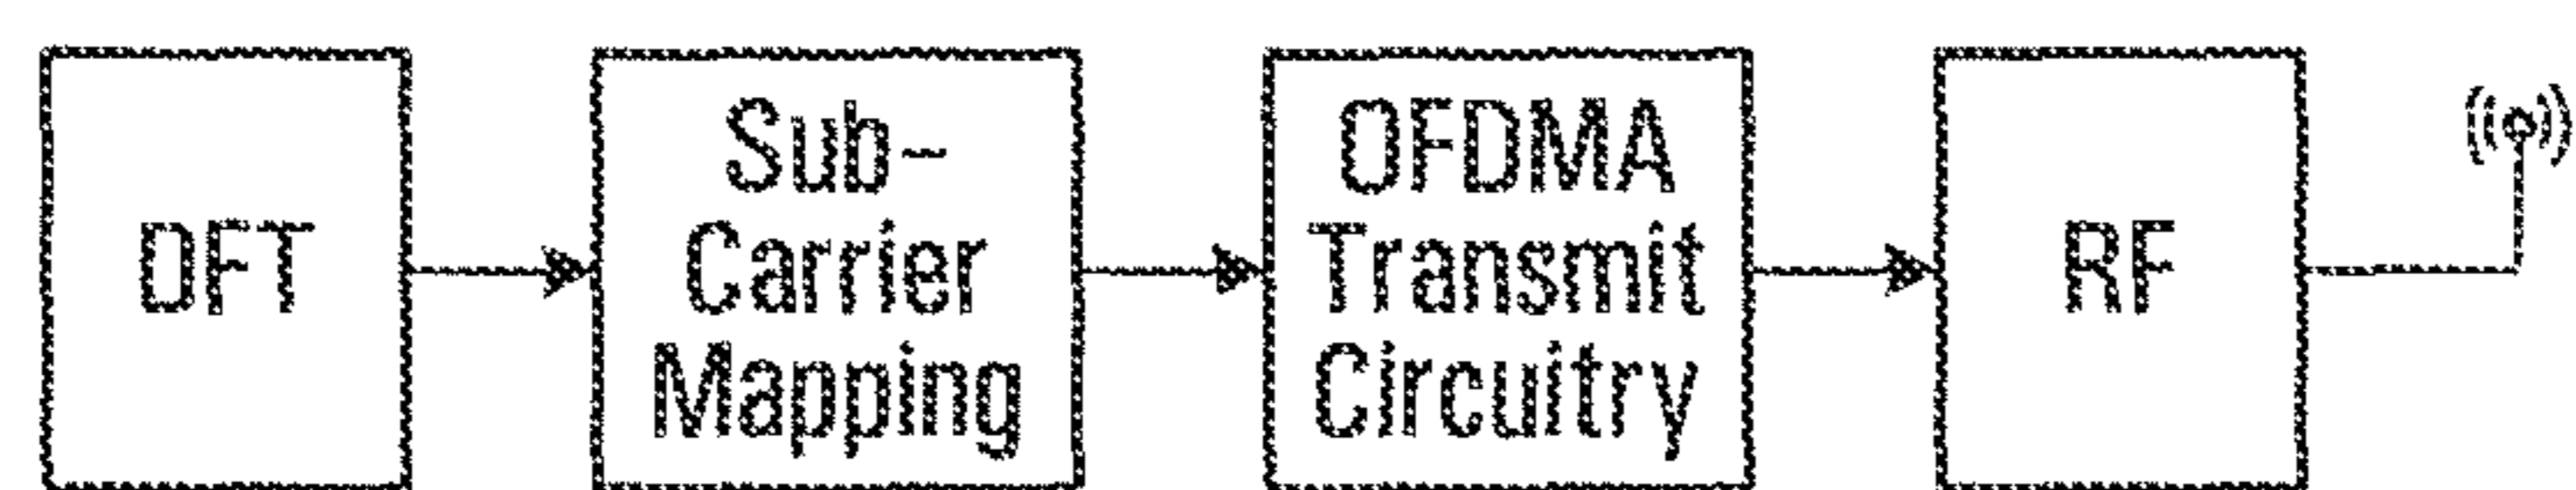 DFT
Sub-
Carrier
Mapping
OFDMA
Transmit
Circuitry
RF